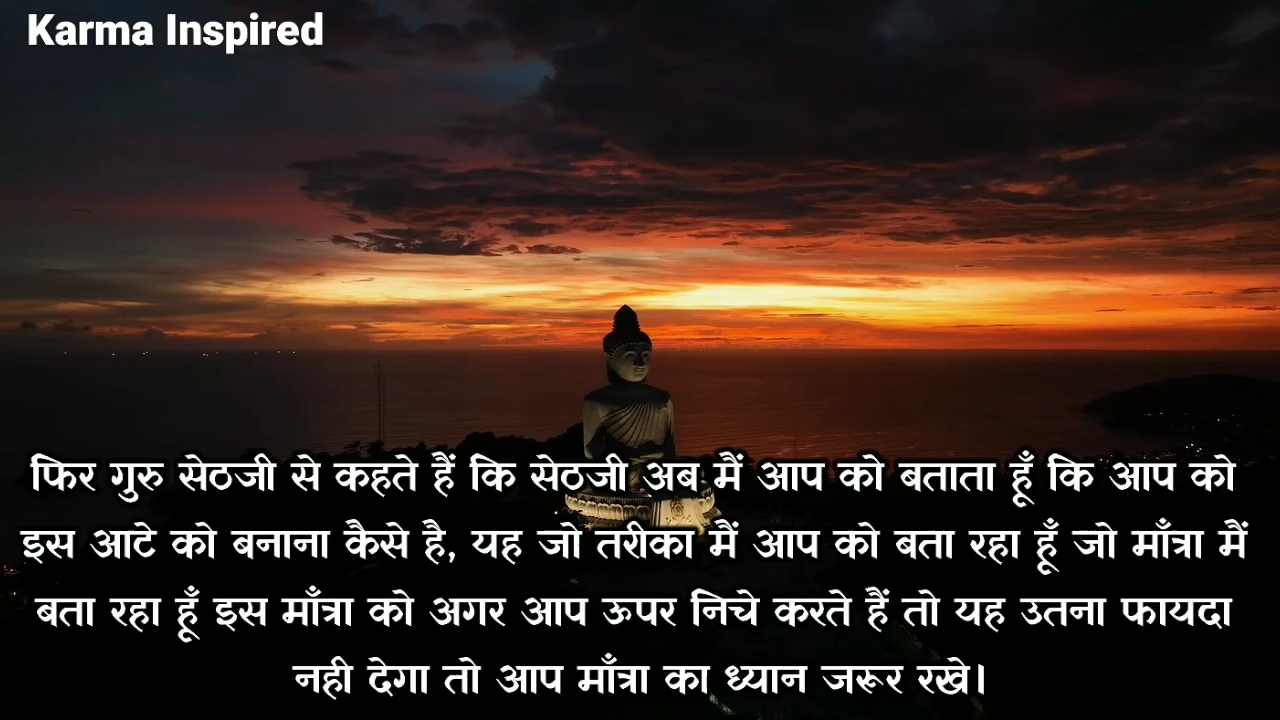 Karma Inspired
फिर गुरु सेठजी से कहते हैं कि सेठजी अब मैं आप को बताता हूँ कि आप को
इस आटे को बनाना कैसे है, यह जो तरीका मैं आप को बता रहा हूँ जो माँत्रा मैं
बता रहा हूँ इस माँत्रा को अगर आप ऊपर निचे करते हैं तो यह उतना फायदा
नही देगा तो आप माँत्रा का ध्यान जरूर रखे।